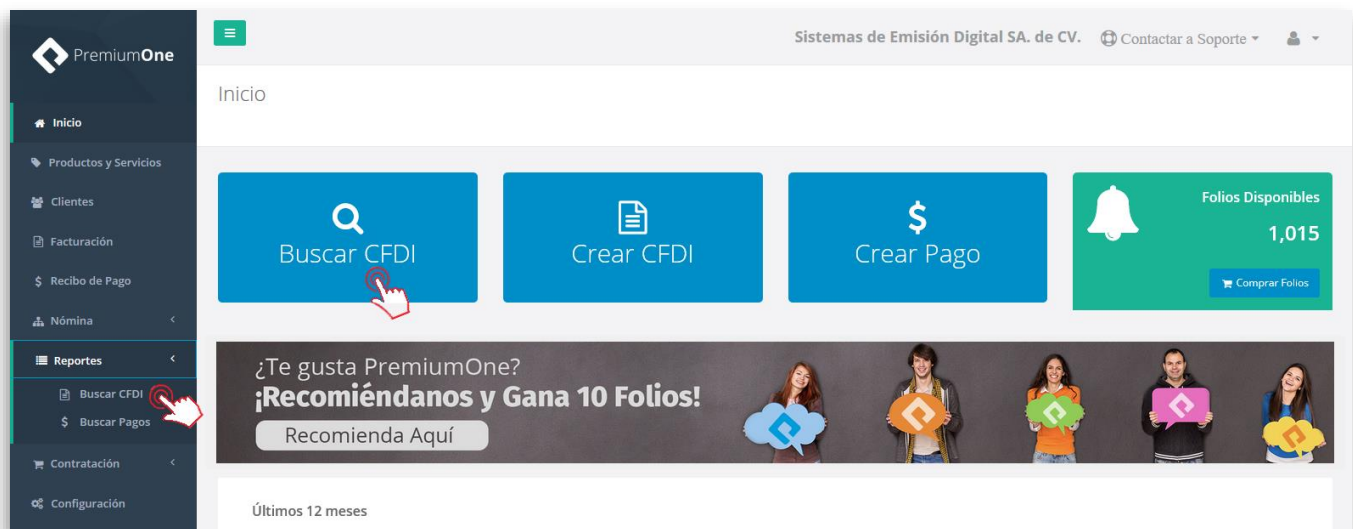 PremiumOne
Sistemas de Emisión Digital SA. de CV.
Contactar a Soporte
Inicio
Inicio
Productos y Servicios
Clientes
Facturación
Recibo de Pago
Nómina
Reportes
Buscar CFDI
Buscar Pagos
Contratación
Configuración
Buscar CFDI
Crear CFDI
$
Crear Pago
Folios Disponibles
1,015
Comprar Folios
¿Te gusta PremiumOne?
¡Recomiéndanos y Gana 10 Folios!
Recomienda Aquí
Últimos 12 meses